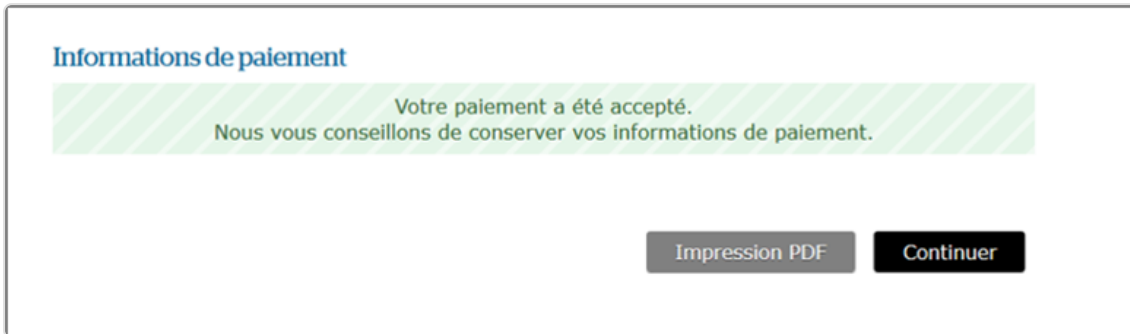 Informations de paiement
Votre paiement a été accepté.
Nous vous conseillons de conserver vos informations de paiement.
Impression PDF
Continuer